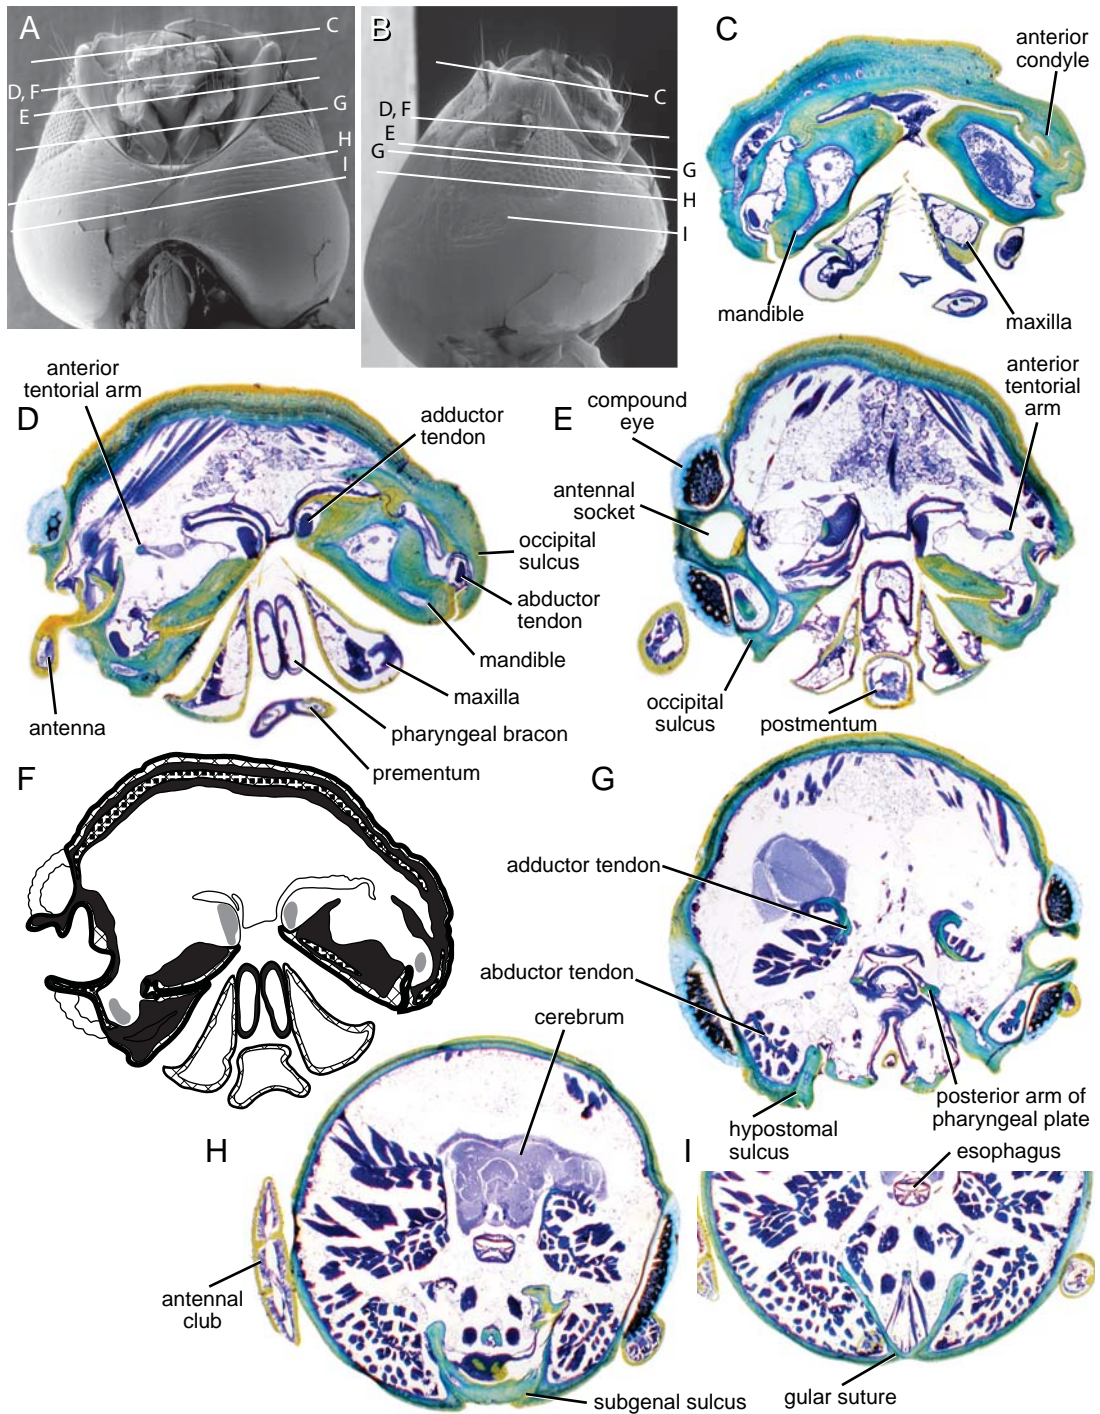 A
C
D, F
E
G
H
I
B
C
D, F
E
G
G
H
I
C
anterior
condyle
mandible
maxilla
D
anterior
tentorial arm
adductor
tendon
occipital
sulcus
abductor
tendon
mandible
maxilla
pharyngeal bracon
prementum
antenna
E
compound
eye
antennal
socket
anterior
tentorial
arm
occipital
sulcus
postmentum
F
G
adductor tendon
abductor tendon
hypostomal
sulcus
posterior arm of
pharyngeal plate
H
cerebrum
antennal
club
subgenal sulcus
I
esophagus
gular suture